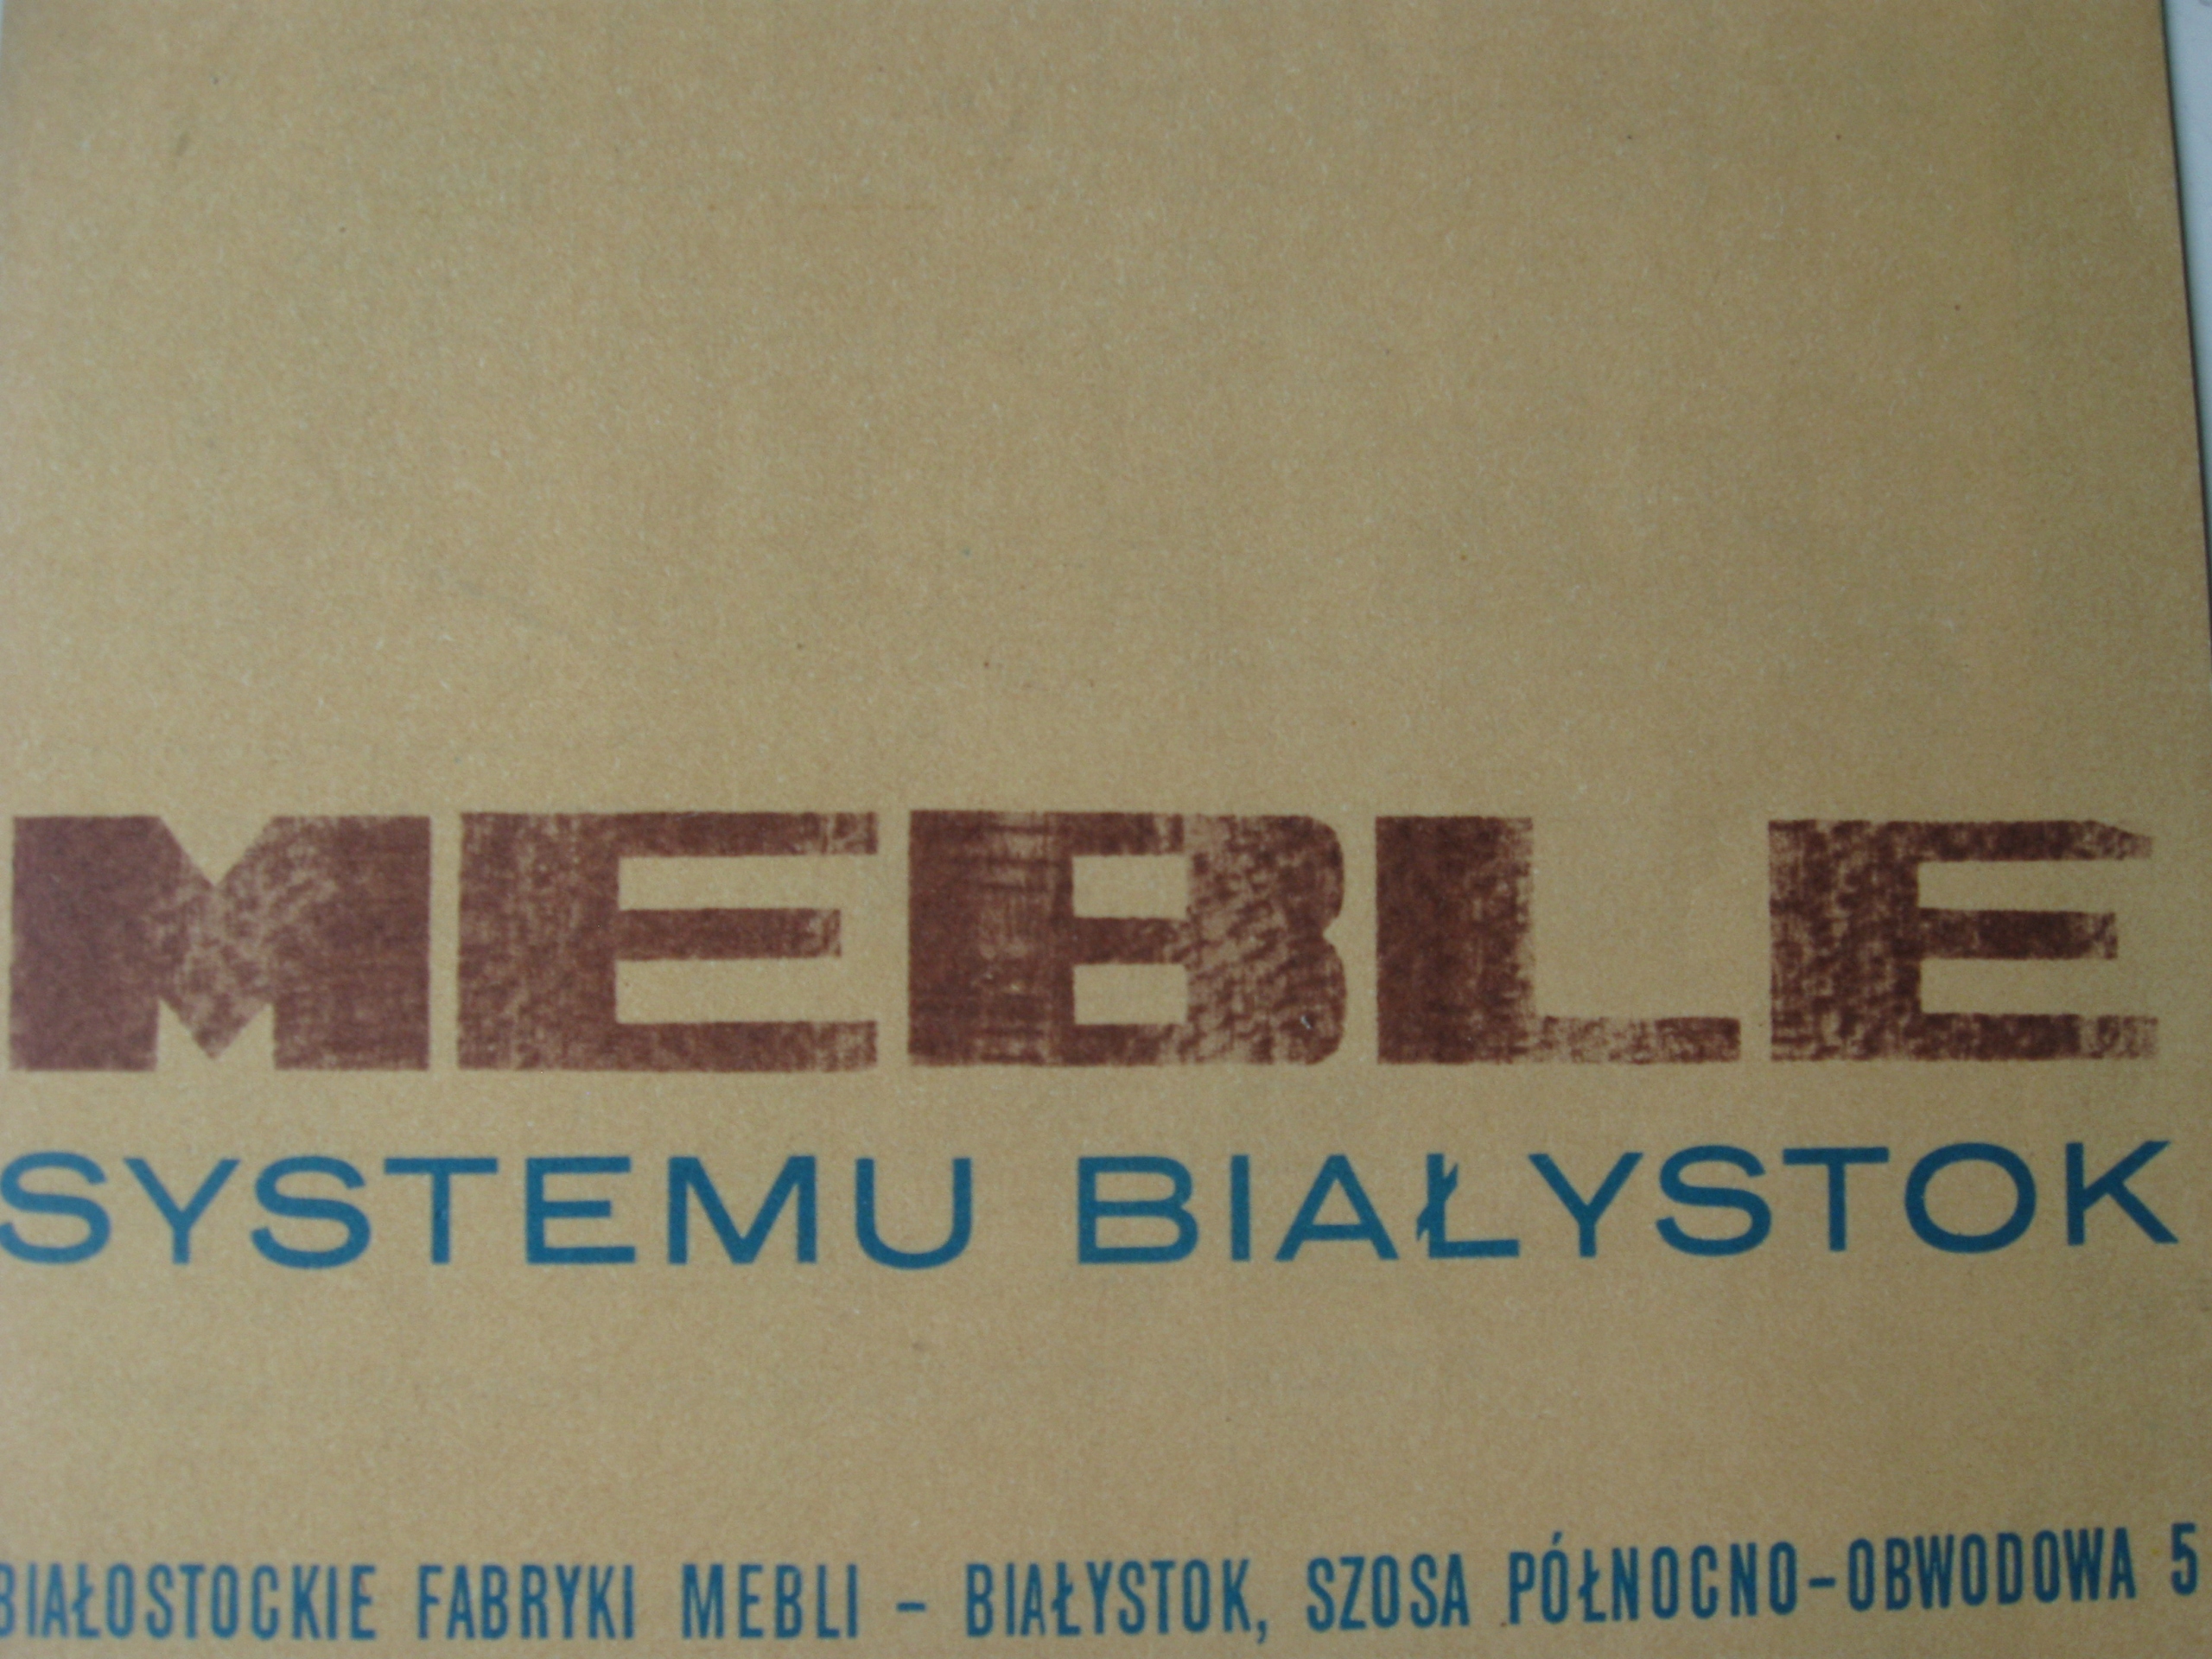 MEBLE
SYSTEMU BIAŁYSTOK
BIAŁOSTOCKIE FABRYKI MEBLI – BIAŁYSTOK, SZOSA PÓŁNOCNO-OBWODOWA 5